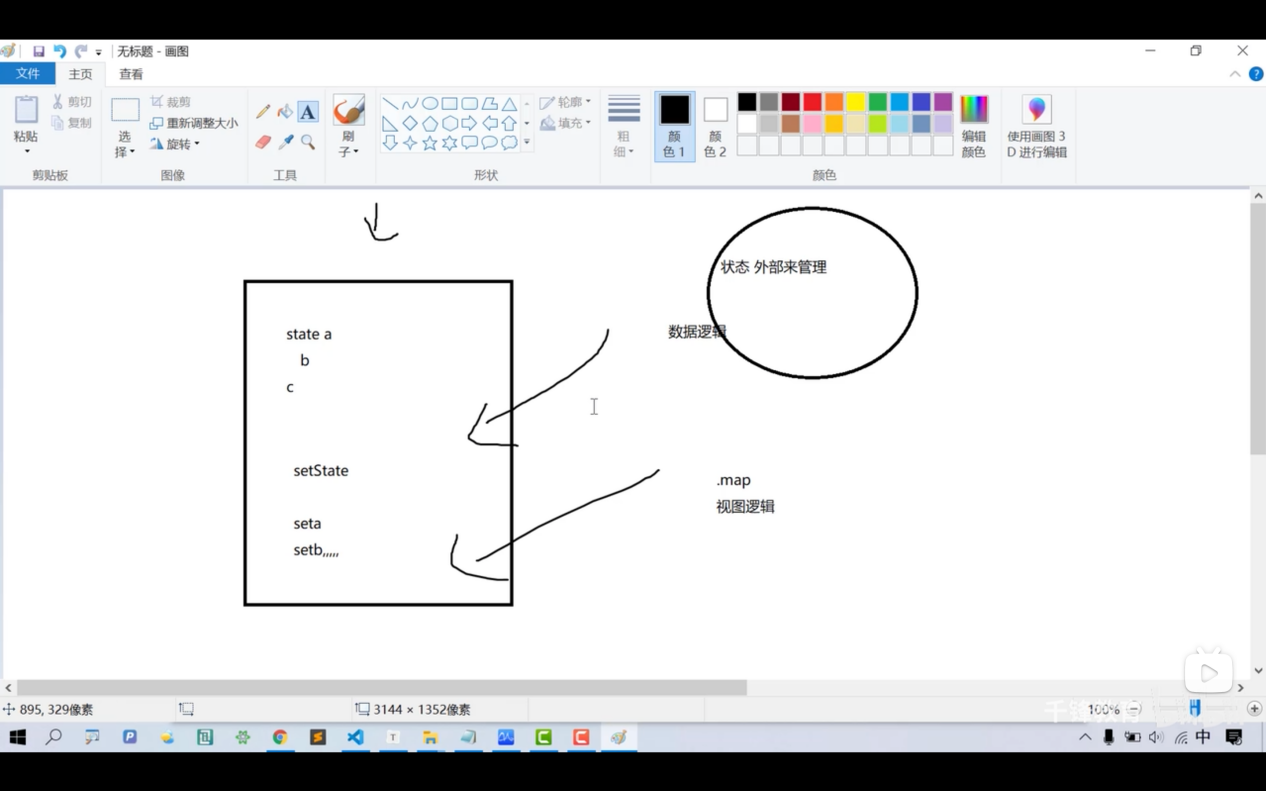 无标题 - 画图
文件 主页 查看
粘贴
剪切
复制
剪贴板
选择
裁剪
重新调整大小
旋转
图像
A
工具
刷子
轮廓
填充
形状
粗细
颜色 1
颜色 2
编辑颜色
颜色
使用画图 3D 进行编辑
状态 外部来管理
state a
数据逻辑
b
c
setState
.map
视图逻辑
seta
setb,,,,,
895, 329像素
3144 × 1352像素
100%
中